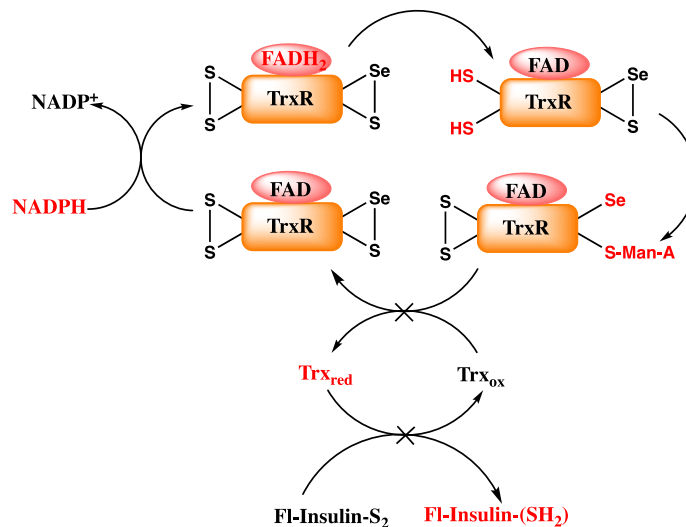 FADH₂
S
Se
TrxR
S
S
FAD
HS
Se
TrxR
HS
S
NADP⁺
NADPH
FAD
S
Se
TrxR
S
S
FAD
S
Se
TrxR
S
S-Man-A
Trxred
Trxox
Fl-Insulin-S₂
Fl-Insulin-(SH₂)